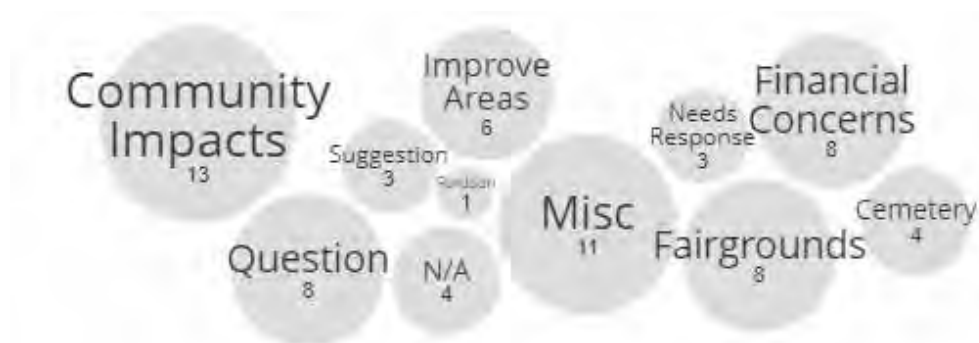 Community
Impacts
13
Improve
Areas
6
Suggestion
3
1
Question
8
N/A
4
Misc
11
Needs
Response
3
Financial
Concerns
8
Fairgrounds
8
Cemetery
4